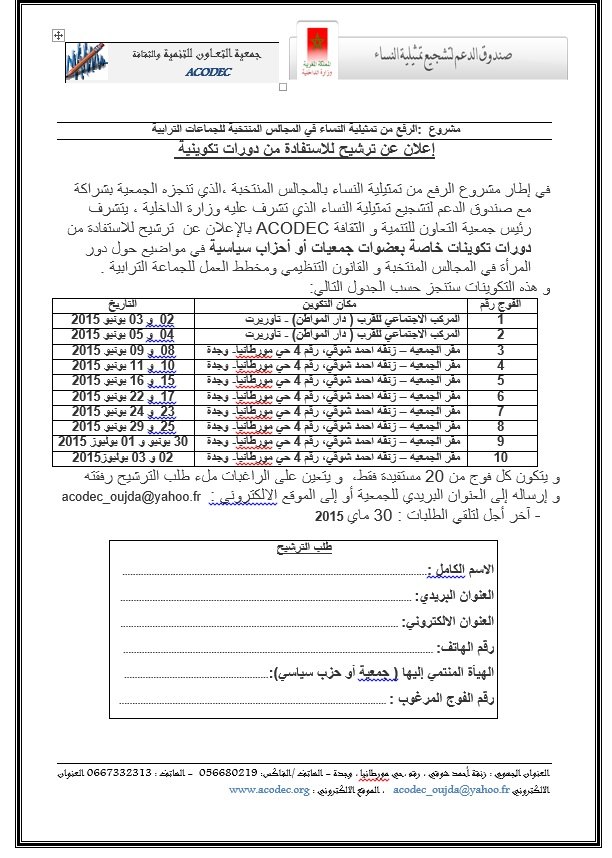 صندوق الدعم لتشجيع تمثيلية النساء
المملكة المغربية
وزارة الداخلية
جمعية التعاون للتنمية والثقافة
ACODEC
مشروع :الرفع من تمثيلية النساء في المجالس المنتخبة للجماعات الترابية
إعلان عن ترشيح للاستفادة من دورات تكوينية
في إطار مشروع الرفع من تمثيلية النساء بالمجالس المنتخبة ،الذي تنجزه الجمعية بشراكة
مع صندوق الدعم لتشجيع تمثيلية النساء الذي تشرف عليه وزارة الداخلية ، يتشرف
رئيس جمعية التعاون للتنمية و الثقافة ACODEC بالإعلان عن ترشيح للاستفادة من
دورات تكوينات خاصة بعضوات جمعيات أو أحزاب سياسية في مواضيع حول دور
المرأة في المجالس المنتخبة و القانون التنظيمي ومخطط العمل للجماعة الترابية .
و هذه التكوينات ستنجز حسب الجدول التالي:
الفوج رقم مكان التكوين التاريخ
1 المركب الاجتماعي للقرب ( دار المواطن) - تاوريرت 02 و 03 يونيو 2015
2 المركب الاجتماعي للقرب ( دار المواطن) - تاوريرت 04 و 05 يونيو 2015
3 مقر الجمعية – زنقة احمد شوقي، رقم 4 حي مورطانيا- وجدة 08 و 09 يونيو 2015
4 مقر الجمعية – زنقة احمد شوقي، رقم 4 حي مورطانيا- وجدة 10 و 11 يونيو 2015
5 مقر الجمعية – زنقة احمد شوقي، رقم 4 حي مورطانيا- وجدة 15 و 16 يونيو 2015
6 مقر الجمعية – زنقة احمد شوقي، رقم 4 حي مورطانيا- وجدة 17 و 22 يونيو 2015
7 مقر الجمعية – زنقة احمد شوقي، رقم 4 حي مورطانيا- وجدة 23 و 24 يونيو 2015
8 مقر الجمعية – زنقة احمد شوقي، رقم 4 حي مورطانيا- وجدة 25 و 29 يونيو 2015
9 مقر الجمعية – زنقة احمد شوقي، رقم 4 حي مورطانيا- وجدة 30 يونيو و 01 يوليوز 2015
10 مقر الجمعية – زنقة احمد شوقي، رقم 4 حي مورطانيا- وجدة 02 و 03 يوليوز2015
و يتكون كل فوج من 20 مستفيدة فقط، و يتعين على الراغبات ملء طلب الترشيح رفقته
و إرساله إلى العنوان البريدي للجمعية أو إلى الموقع الالكتروني : acodec_oujda@yahoo.fr
- آخر أجل لتلقي الطلبات : 30 ماي 2015
طلب الترشيح
الاسم الكامل :
العنوان البريدي:
العنوان الالكتروني:
رقم الهاتف:
الهيأة المنتمي إليها ( جمعية أو حزب سياسي):
رقم الفوج المرغوب :
العنوان الجمعوي : زنقة أحمد شوقي ، رقم ،حي مورطانيا ، وجدة - الهاتف /الفاكس: 056680219 - الهاتف : 0667332313 العنوان
الالكتروني acodec_oujda@yahoo.fr ، الموقع الالكتروني : www.acodec.org